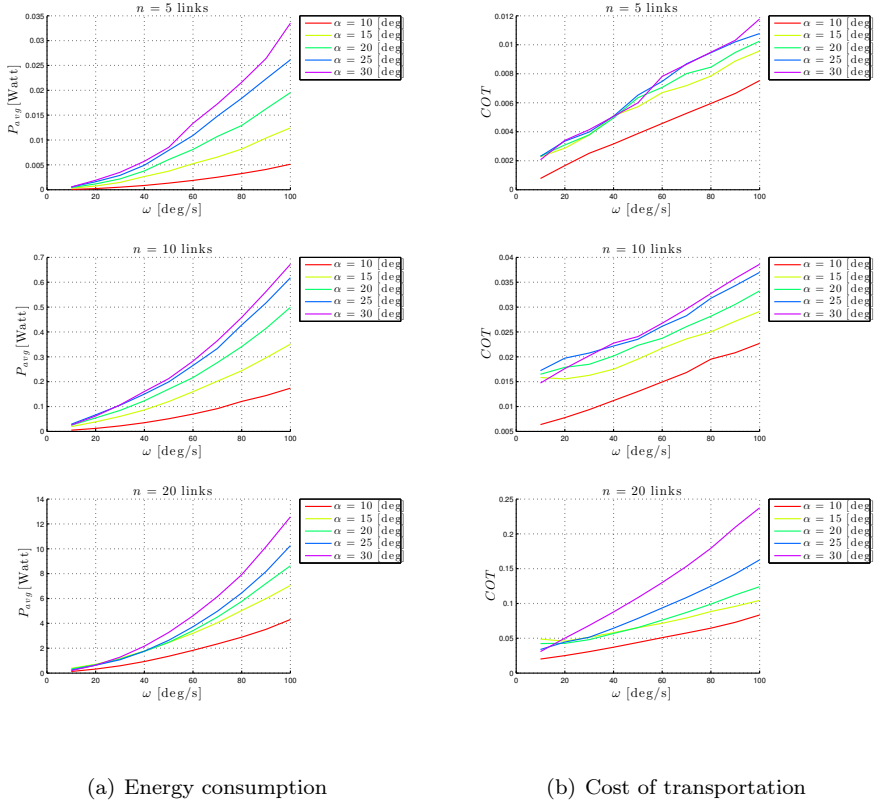 n = 5 links
0.035
0.03
0.025
0.02
0.015
0.01
0.005
0
P_avg[Watt]
0 20 40 60 80 100
ω [deg/s]
α = 10 [deg]
α = 15 [deg]
α = 20 [deg]
α = 25 [deg]
α = 30 [deg]
n = 5 links
0.012
0.01
0.008
0.006
0.004
0.002
0
COT
0 20 40 60 80 100
ω [deg/s]
α = 10 [deg]
α = 15 [deg]
α = 20 [deg]
α = 25 [deg]
α = 30 [deg]
n = 10 links
0.7
0.6
0.5
0.4
0.3
0.2
0.1
0
P_avg[Watt]
0 20 40 60 80 100
ω [deg/s]
α = 10 [deg]
α = 15 [deg]
α = 20 [deg]
α = 25 [deg]
α = 30 [deg]
n = 10 links
0.04
0.035
0.03
0.025
0.02
0.015
0.01
0.005
COT
0 20 40 60 80 100
ω [deg/s]
α = 10 [deg]
α = 15 [deg]
α = 20 [deg]
α = 25 [deg]
α = 30 [deg]
n = 20 links
14
12
10
8
6
4
2
0
P_avg[Watt]
0 20 40 60 80 100
ω [deg/s]
α = 10 [deg]
α = 15 [deg]
α = 20 [deg]
α = 25 [deg]
α = 30 [deg]
n = 20 links
0.25
0.2
0.15
0.1
0.05
0
COT
0 20 40 60 80 100
ω [deg/s]
α = 10 [deg]
α = 15 [deg]
α = 20 [deg]
α = 25 [deg]
α = 30 [deg]
(a) Energy consumption
(b) Cost of transportation